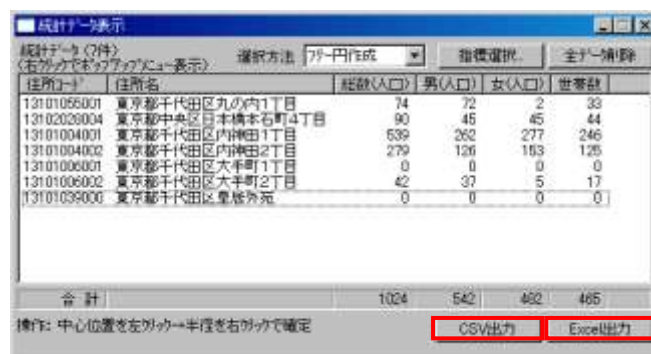 統計データ表示
統計データ (7件)
(右クリックでポップアップメニュー表示)
選択方法 フリー円作成 指標選択. 全データ削除
住所コード 住所名 総数(人口) 男(人口) 女(人口) 世帯数
13101055001 東京都千代田区丸の内1丁目 74 72 2 33
13102028004 東京都中央区日本橋本石町4丁目 90 45 45 44
13101004001 東京都千代田区内神田1丁目 539 262 277 246
13101004002 東京都千代田区内神田2丁目 279 126 153 125
13101006001 東京都千代田区大手町1丁目 0 0 0 0
13101006002 東京都千代田区大手町2丁目 42 37 5 17
13101039000 東京都千代田区皇居外苑 0 0 0 0
合計 1024 542 482 465
操作: 中心位置を左クリック→半径を右クリックで確定
CSV出力 Excel出力